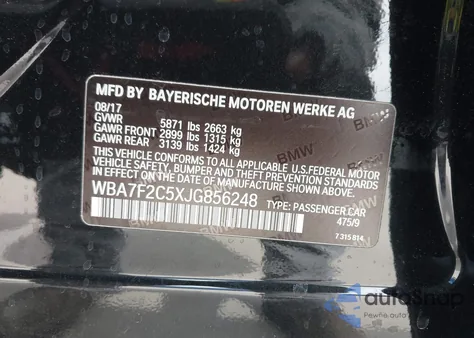 MFD BY BAYERISCHE MOTOREN WERKE AG
08/17
GVWR 5871 lbs 2663 kg
GAWR FRONT 2899 lbs 1315 kg
GAWR REAR 3139 lbs 1424 kg
THIS VEHICLE CONFORMS TO ALL APPLICABLE U.S.FEDERAL MOTOR
VEHICLE SAFETY, BUMPER AND THEFT PREVENTION STANDARDS
IN EFFECT ON THE DATE OF MANUFACTURE SHOWN ABOVE.
WBA7F2C5XJG856248 TYPE: PASSENGER CAR
475/9
7 315 814
autoSnap
Pewne auto